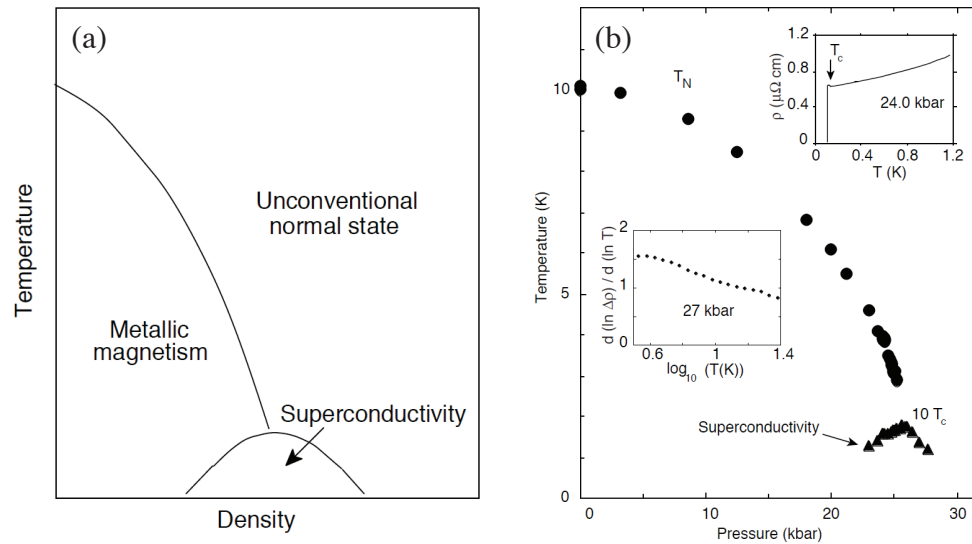 (a)
Temperature
Unconventional
normal state
Metallic
magnetism
Superconductivity
Density
(b)
Temperature (K)
10
5
0
T_N
ρ (μΩ cm)
1.2
0.8
0.4
0
T_c
24.0 kbar
0 0.4 0.8 1.2
T (K)
d (ln Δρ) / d (ln T)
2
1
0
27 kbar
0.6 1 1.4
log₁₀ (T(K))
10 T_c
Superconductivity
0 10 20 30
Pressure (kbar)